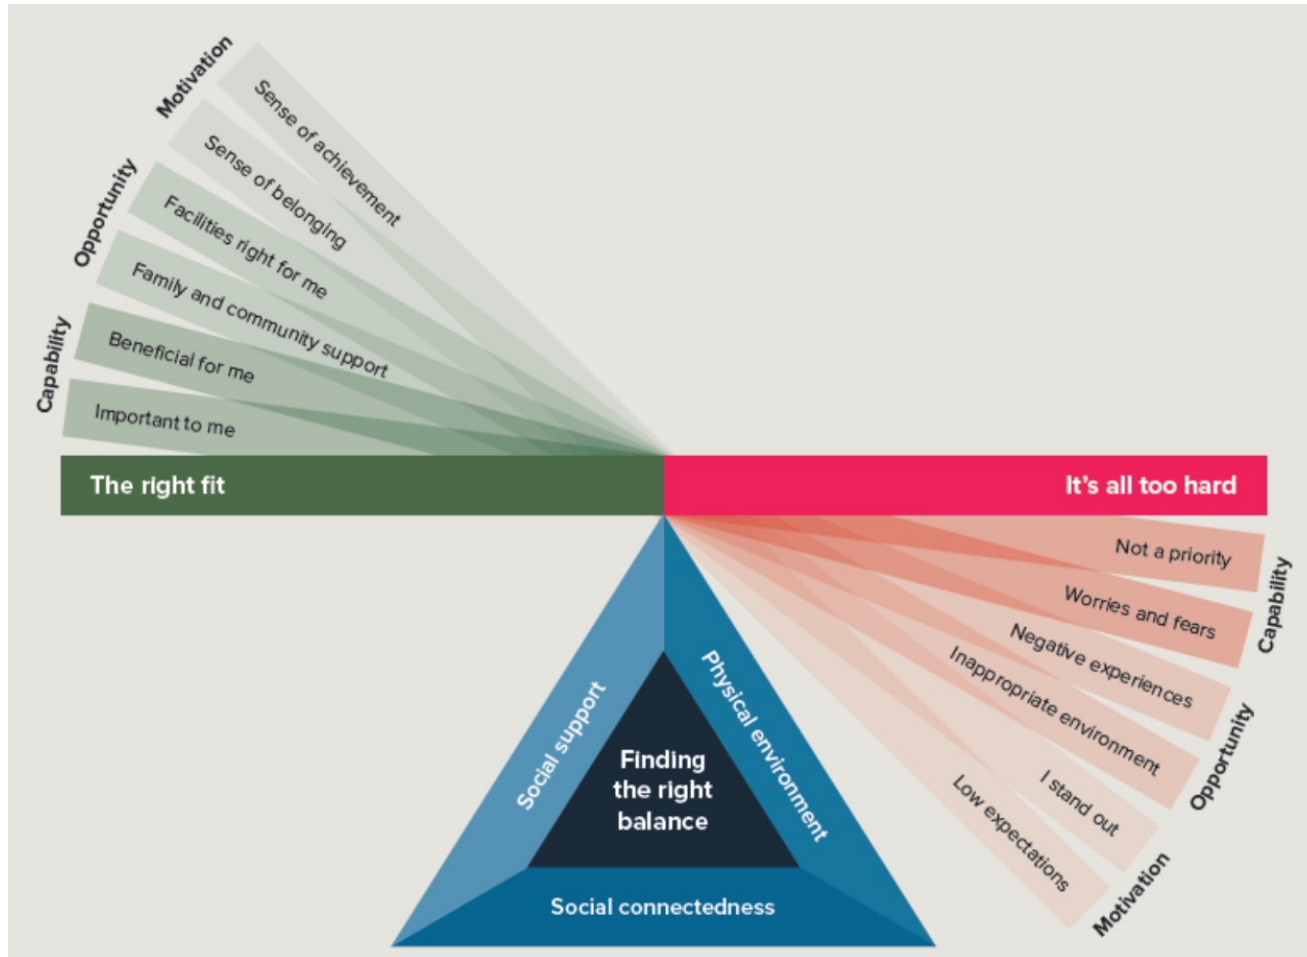 Motivation
Sense of achievement
Sense of belonging
Opportunity
Facilities right for me
Family and community support
Capability
Beneficial for me
Important to me
The right fit
It's all too hard
Not a priority
Worries and fears
Capability
Negative experiences
Inappropriate environment
Opportunity
I stand out
Low expectations
Motivation
Social support
Physical environment
Finding
the right
balance
Social connectedness